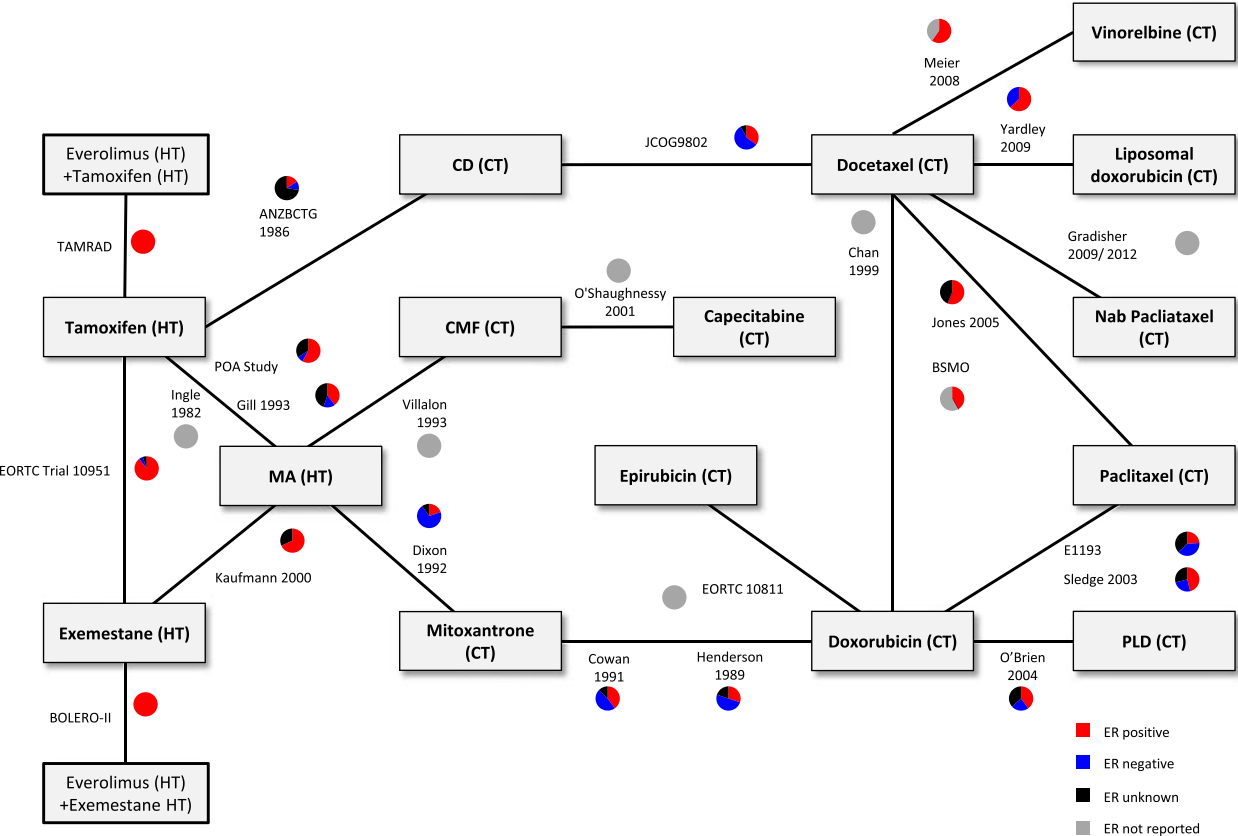 Vinorelbine (CT)
Meier
2008
Yardley
2009
Everolimus (HT)
+Tamoxifen (HT)
CD (CT)
JCOG9802
Docetaxel (CT)
Liposomal
doxorubicin (CT)
ANZBCTG
1986
TAMRAD
Chan
1999
Gradisher
2009/ 2012
O'Shaughnessy
2001
Tamoxifen (HT)
CMF (CT)
Capecitabine
(CT)
Jones 2005
Nab Pacliataxel
(CT)
POA Study
BSMO
Ingle
1982
Gill 1993
Villalon
1993
EORTC Trial 10951
MA (HT)
Epirubicin (CT)
Paclitaxel (CT)
Dixon
1992
E1193
Kaufmann 2000
Sledge 2003
EORTC 10811
Exemestane (HT)
Mitoxantrone
(CT)
Doxorubicin (CT)
PLD (CT)
Cowan
1991
Henderson
1989
O’Brien
2004
BOLERO-II
ER positive
ER negative
Everolimus (HT)
+Exemestane HT)
ER unknown
ER not reported